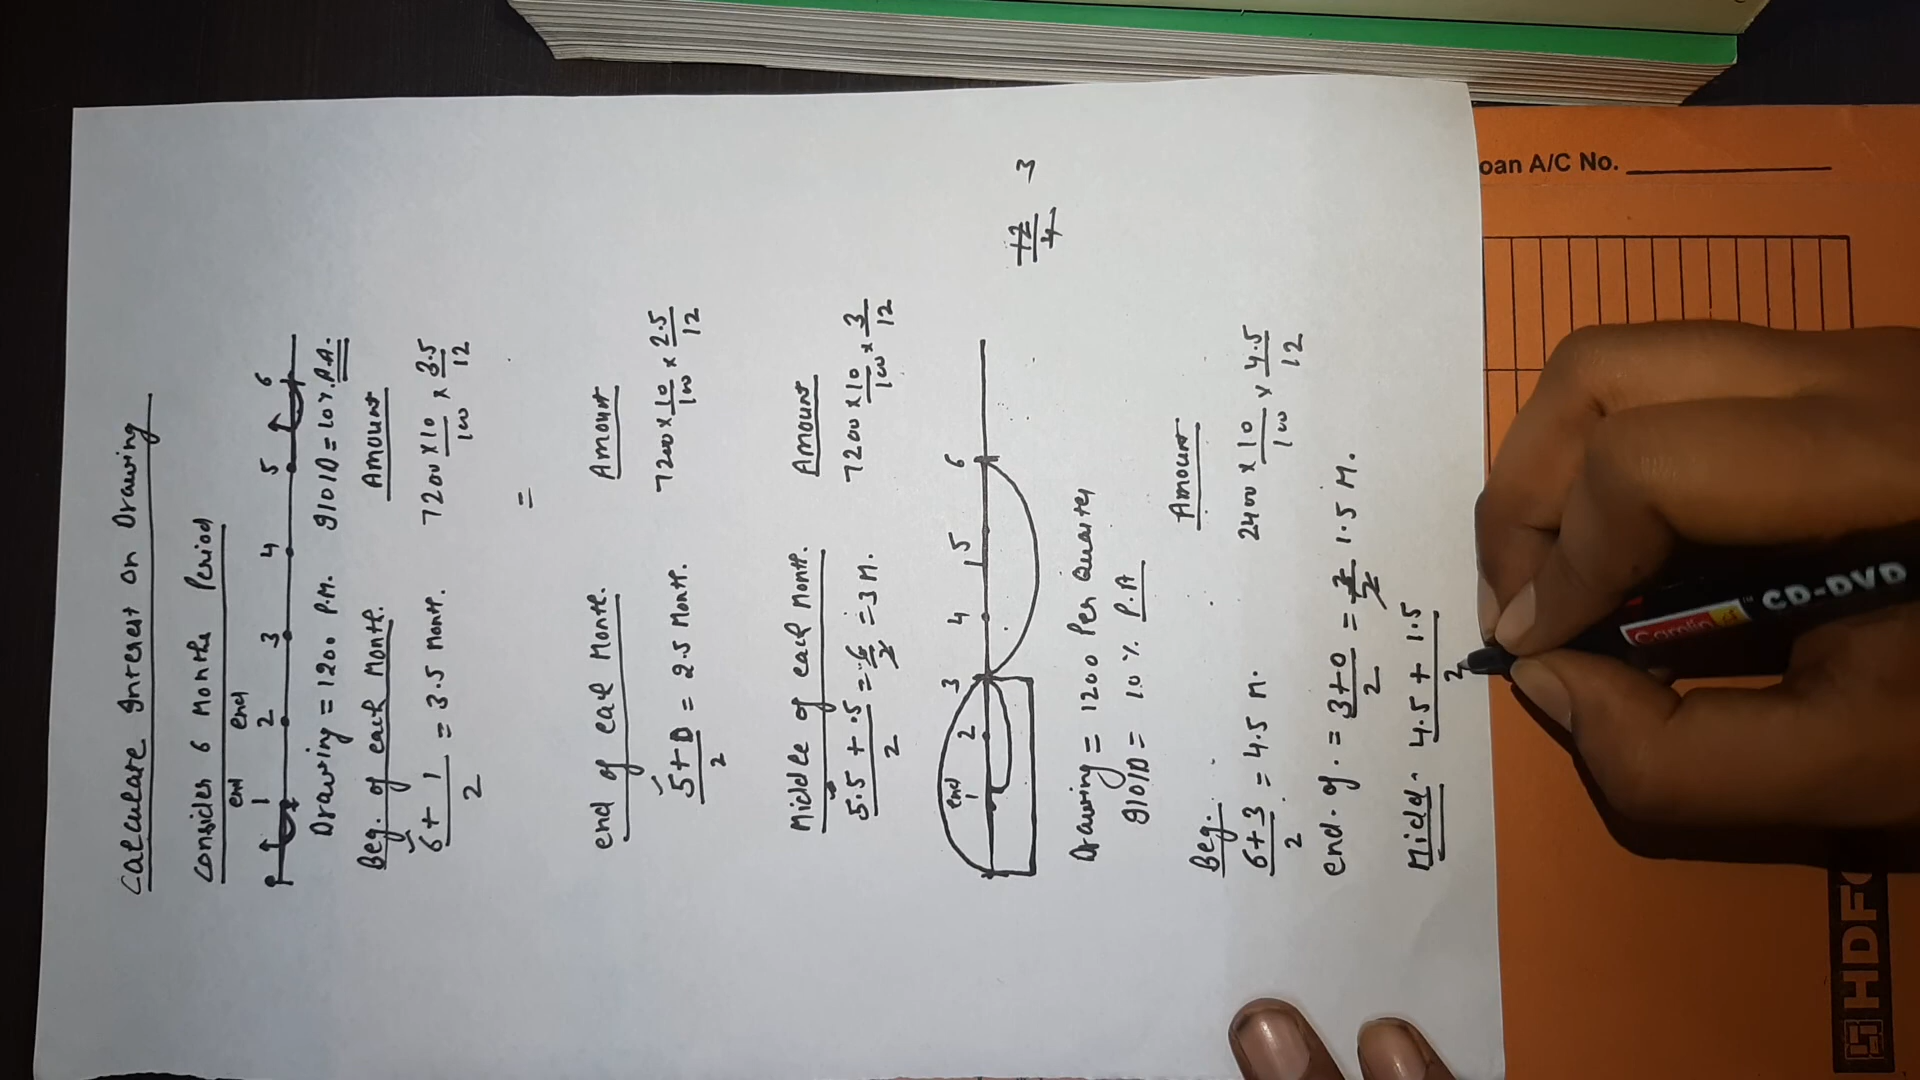 Calculate Interest on Drawing
Consider 6 Months Period
end end
1 2 3 4 5 6
Drawing = 1200 P.M. 9101D = 10%. P.A.
Beg. of each Month. Amount
6 + 1 / 2 = 3.5 Month. 7200 x 10/100 x 3.5/12
=
end of each Month. Amount
5 + 0 / 2 = 2.5 Month. 7200 x 10/100 x 2.5/12
Middle of each Month. Amount
5.5 + .5 / 2 = 6/2 = 3 M. 7200 x 10/100 x 3/12
end
1 2 3 4 5 6
12/4 3
Drawing = 1200 Per Quarter
9101D = 10 % P.A
Beg. Amount
6+3 / 2 = 4.5 M. 2400 x 10/100 x 4.5/12
end. of. = 3+0 / 2 = 3/2 1.5 M.
Midd. 4.5 + 1.5 / 2
oan A/C No.
Camlin
CD-DVD
HDFC